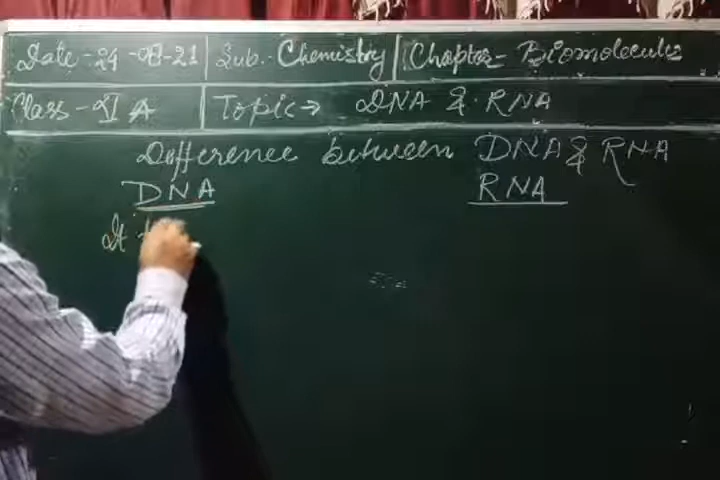 Date - 24-08-21 Sub. Chemistry Chapter - Biomolecules
Class - XI A Topic → DNA & RNA
Difference between DNA & RNA
DNA RNA
It